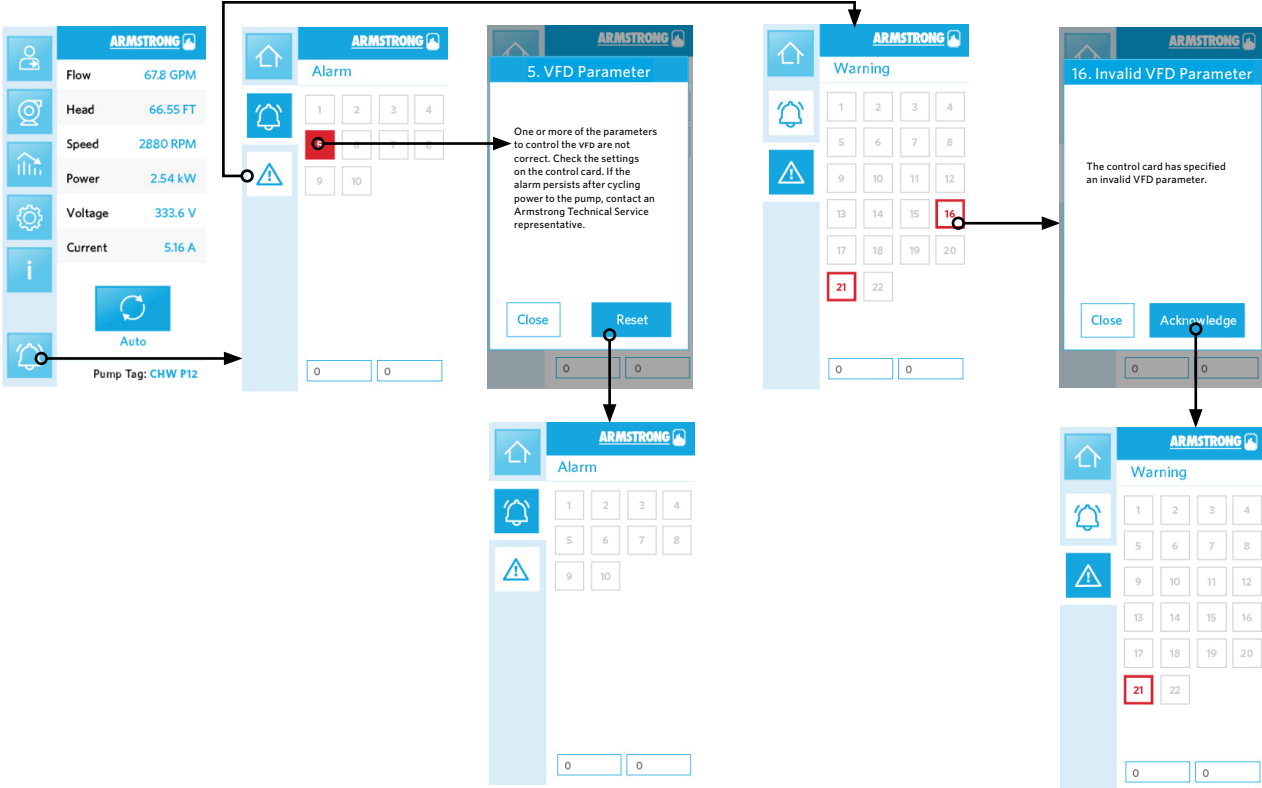 ARMSTRONG
Flow 67.8 GPM
Head 66.55 FT
Speed 2880 RPM
Power 2.54 kW
Voltage 333.6 V
Current 5.16 A
i
Auto
Pump Tag: CHW P12
ARMSTRONG
Alarm
1 2 3 4
5 6 7 8
9 10
0 0
ARMSTRONG
5. VFD Parameter
One or more of the parameters
to control the VFD are not
correct. Check the settings
on the control card. If the
alarm persists after cycling
power to the pump, contact an
Armstrong Technical Service
representative.
Close Reset
0 0
ARMSTRONG
Warning
1 2 3 4
5 6 7 8
9 10 11 12
13 14 15 16
17 18 19 20
21 22
0 0
ARMSTRONG
16. Invalid VFD Parameter
The control card has specified
an invalid VFD parameter.
Close Acknowledge
0 0
ARMSTRONG
Alarm
1 2 3 4
5 6 7 8
9 10
0 0
ARMSTRONG
Warning
1 2 3 4
5 6 7 8
9 10 11 12
13 14 15 16
17 18 19 20
21 22
0 0